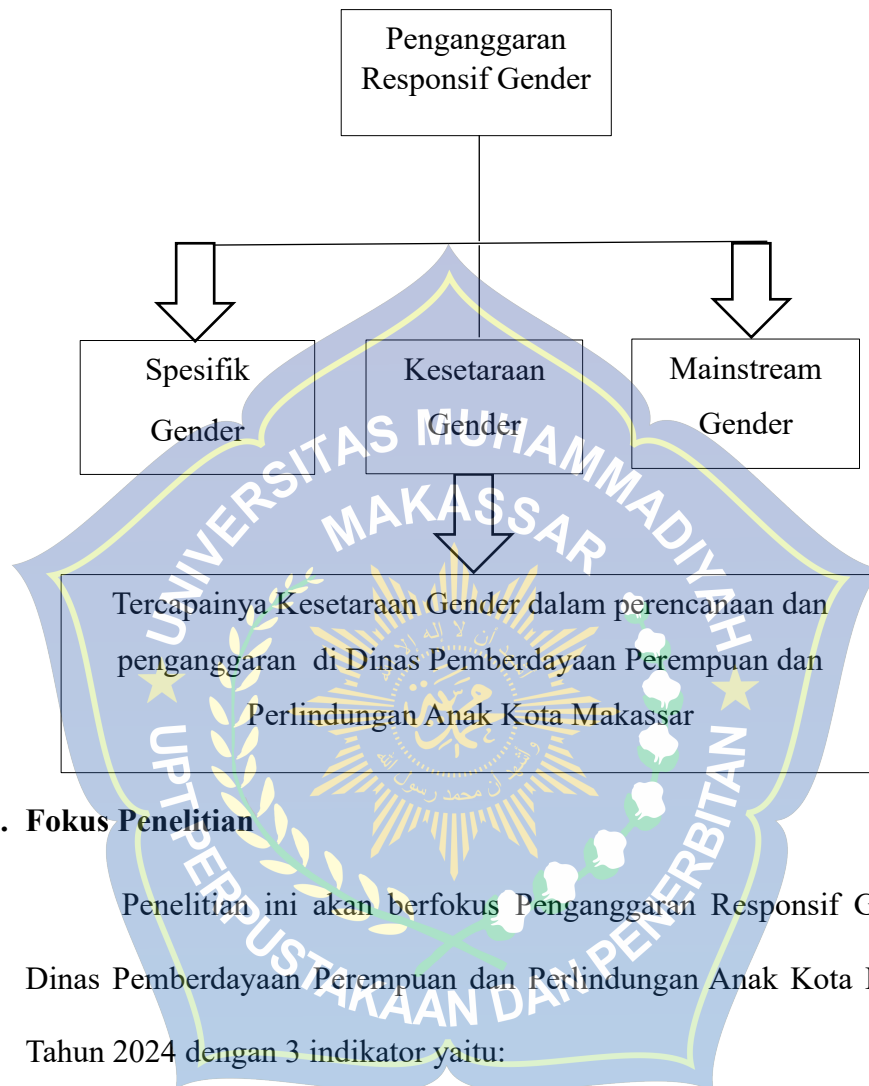 Penganggaran
Responsif Gender
Spesifik
Gender
Kesetaraan
Gender
Mainstream
Gender
UNIVERSITAS MUHAMMADIYAH
MAKASSAR
Tercapainya Kesetaraan Gender dalam perencanaan dan
penganggaran di Dinas Pemberdayaan Perempuan dan
Perlindungan Anak Kota Makassar
UPT PERPUSTAKAAN DAN PENERBITAN
. Fokus Penelitian
Penelitian ini akan berfokus Penganggaran Responsif G
Dinas Pemberdayaan Perempuan dan Perlindungan Anak Kota
Tahun 2024 dengan 3 indikator yaitu: